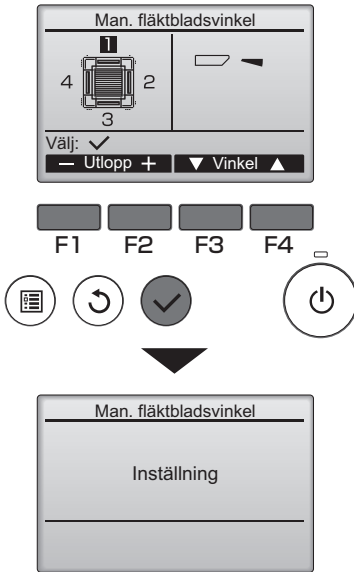 Man. fläktbladsvinkel
1
4 2
3
Välj: ✓
— Utlopp + ▼ Vinkel ▲
F1 F2 F3 F4
Man. fläktbladsvinkel
Inställning